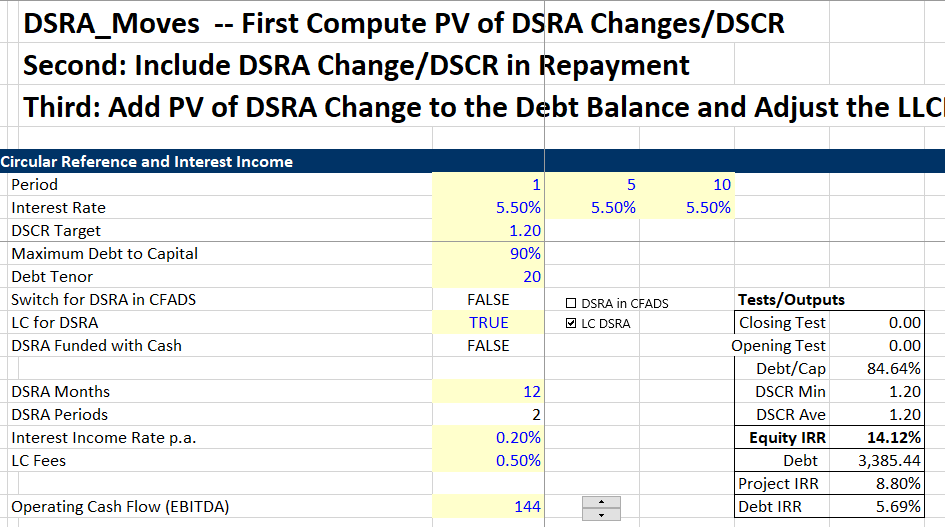 DSRA_Moves -- First Compute PV of DSRA Changes/DSCR
Second: Include DSRA Change/DSCR in Repayment
Third: Add PV of DSRA Change to the Debt Balance and Adjust the LLC
Circular Reference and Interest Income
Period 1 5 10
Interest Rate 5.50% 5.50% 5.50%
DSCR Target 1.20
Maximum Debt to Capital 90%
Debt Tenor 20
Switch for DSRA in CFADS FALSE DSRA in CFADS Tests/Outputs
LC for DSRA TRUE LC DSRA Closing Test 0.00
DSRA Funded with Cash FALSE Opening Test 0.00
Debt/Cap 84.64%
DSRA Months 12 DSCR Min 1.20
DSRA Periods 2 DSCR Ave 1.20
Interest Income Rate p.a. 0.20% Equity IRR 14.12%
LC Fees 0.50% Debt 3,385.44
Project IRR 8.80%
Operating Cash Flow (EBITDA) 144 Debt IRR 5.69%